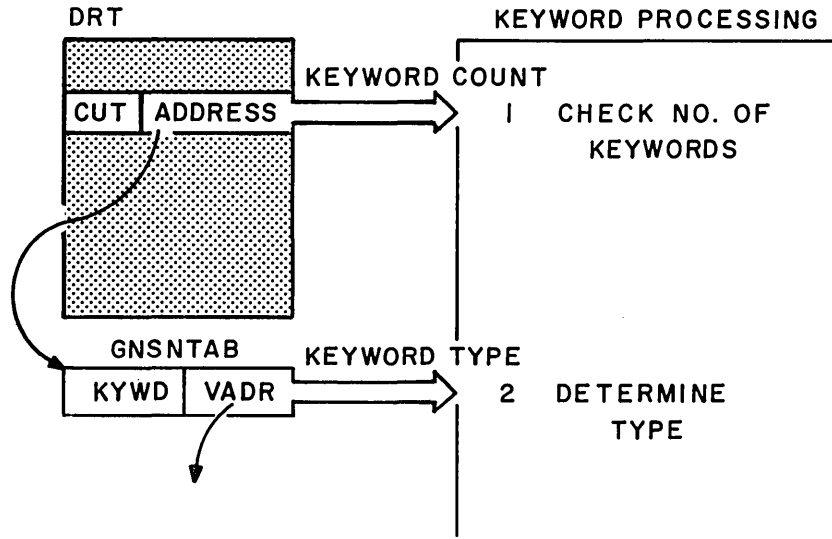 DRT
KEYWORD PROCESSING
KEYWORD COUNT
CUT ADDRESS
1 CHECK NO. OF
KEYWORDS
GNSNTAB
KEYWORD TYPE
KYWD VADR
2 DETERMINE
TYPE